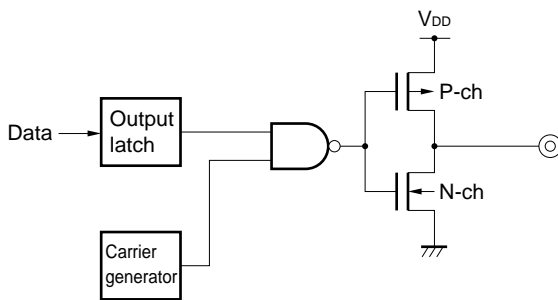 VDD
P-ch
Data
Output
latch
N-ch
Carrier
generator